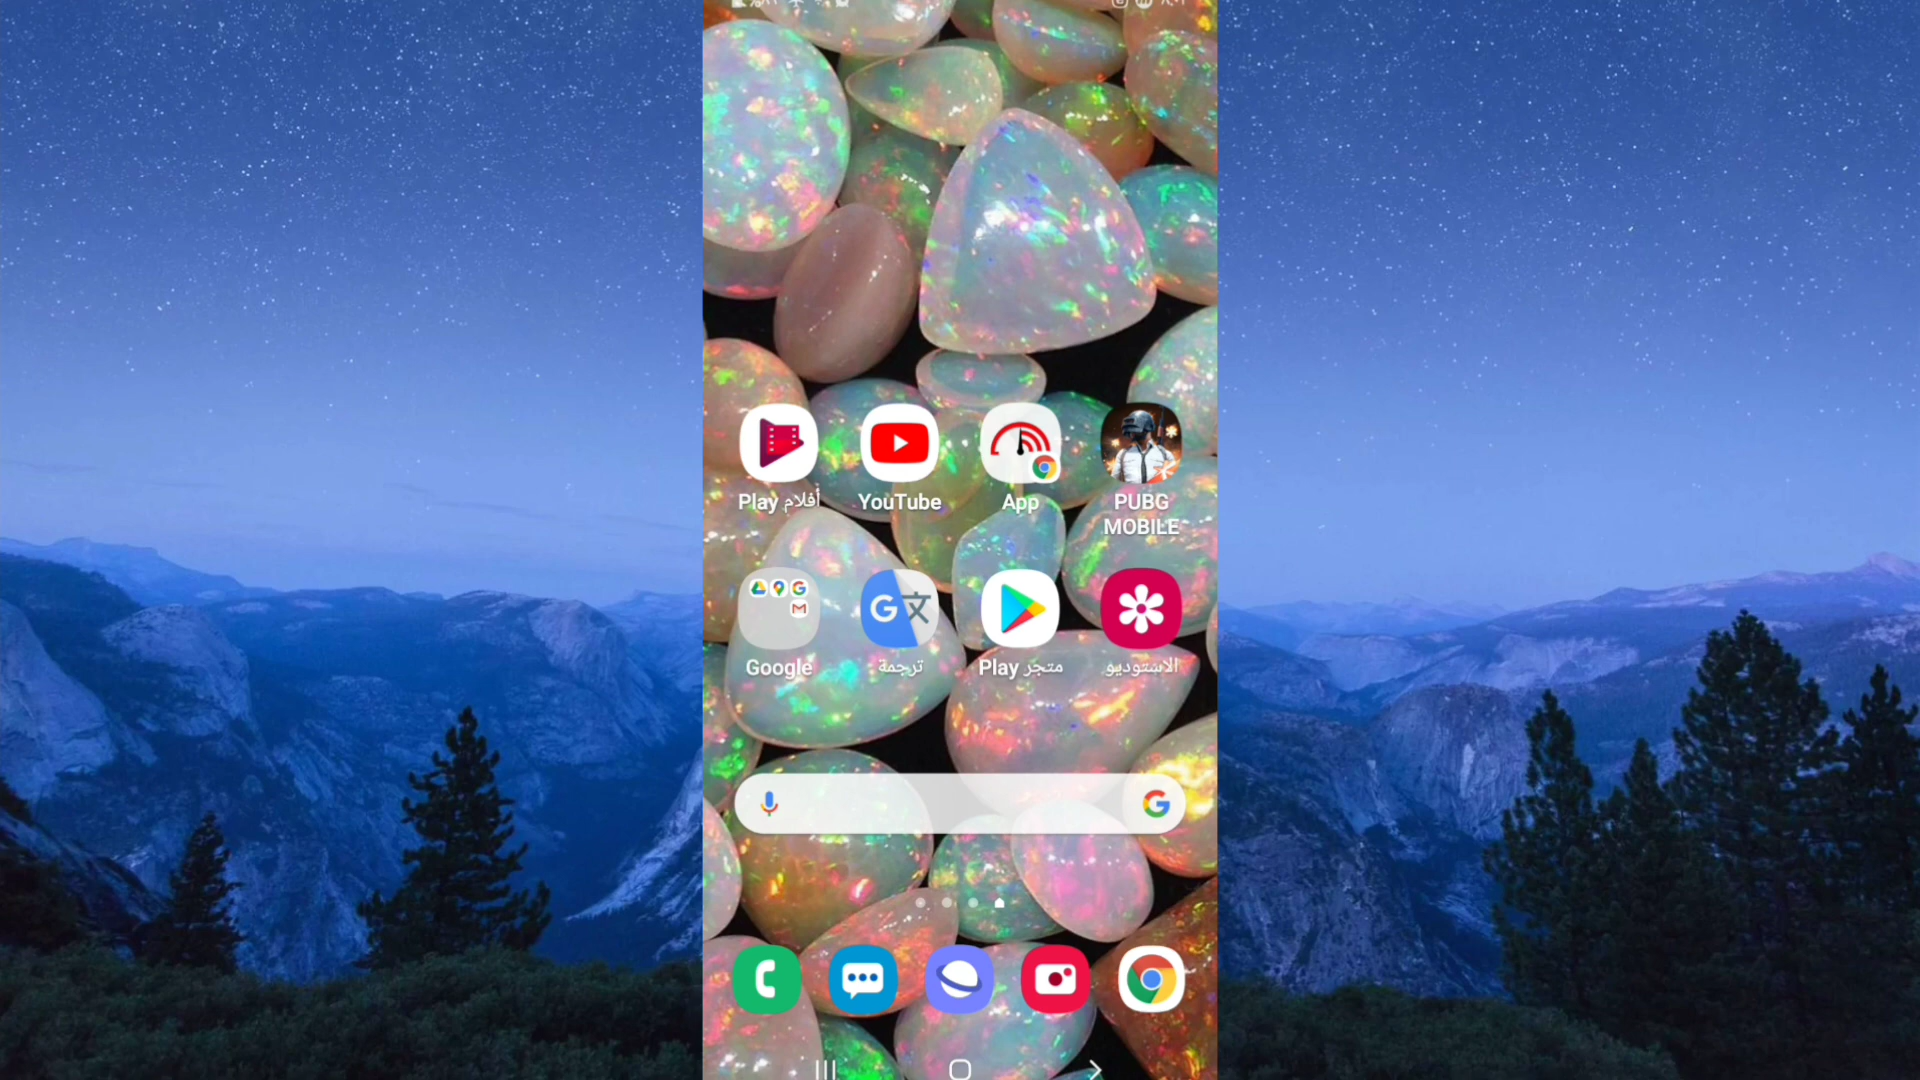 أفلام Play
YouTube
App
PUBG
MOBILE
Google
ترجمة
متجر Play
الاستوديو